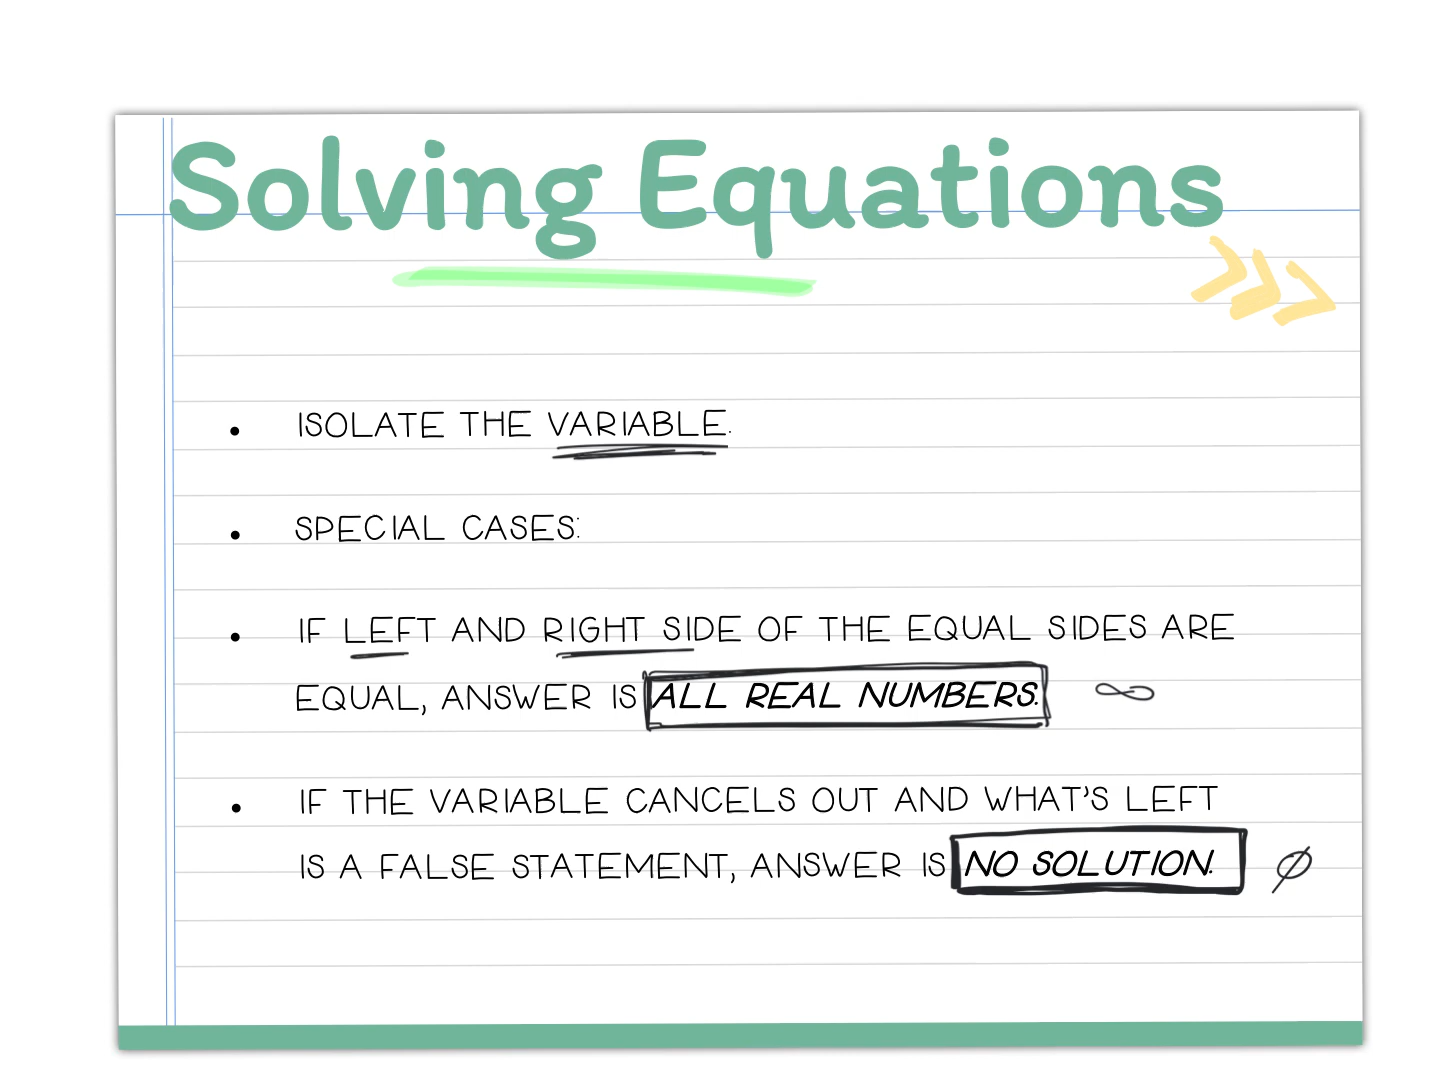 Solving Equations
• ISOLATE THE VARIABLE.
• SPECIAL CASES:
• IF LEFT AND RIGHT SIDE OF THE EQUAL SIDES ARE
EQUAL, ANSWER IS ALL REAL NUMBERS. ∞
• IF THE VARIABLE CANCELS OUT AND WHAT'S LEFT
IS A FALSE STATEMENT, ANSWER IS NO SOLUTION. ∅